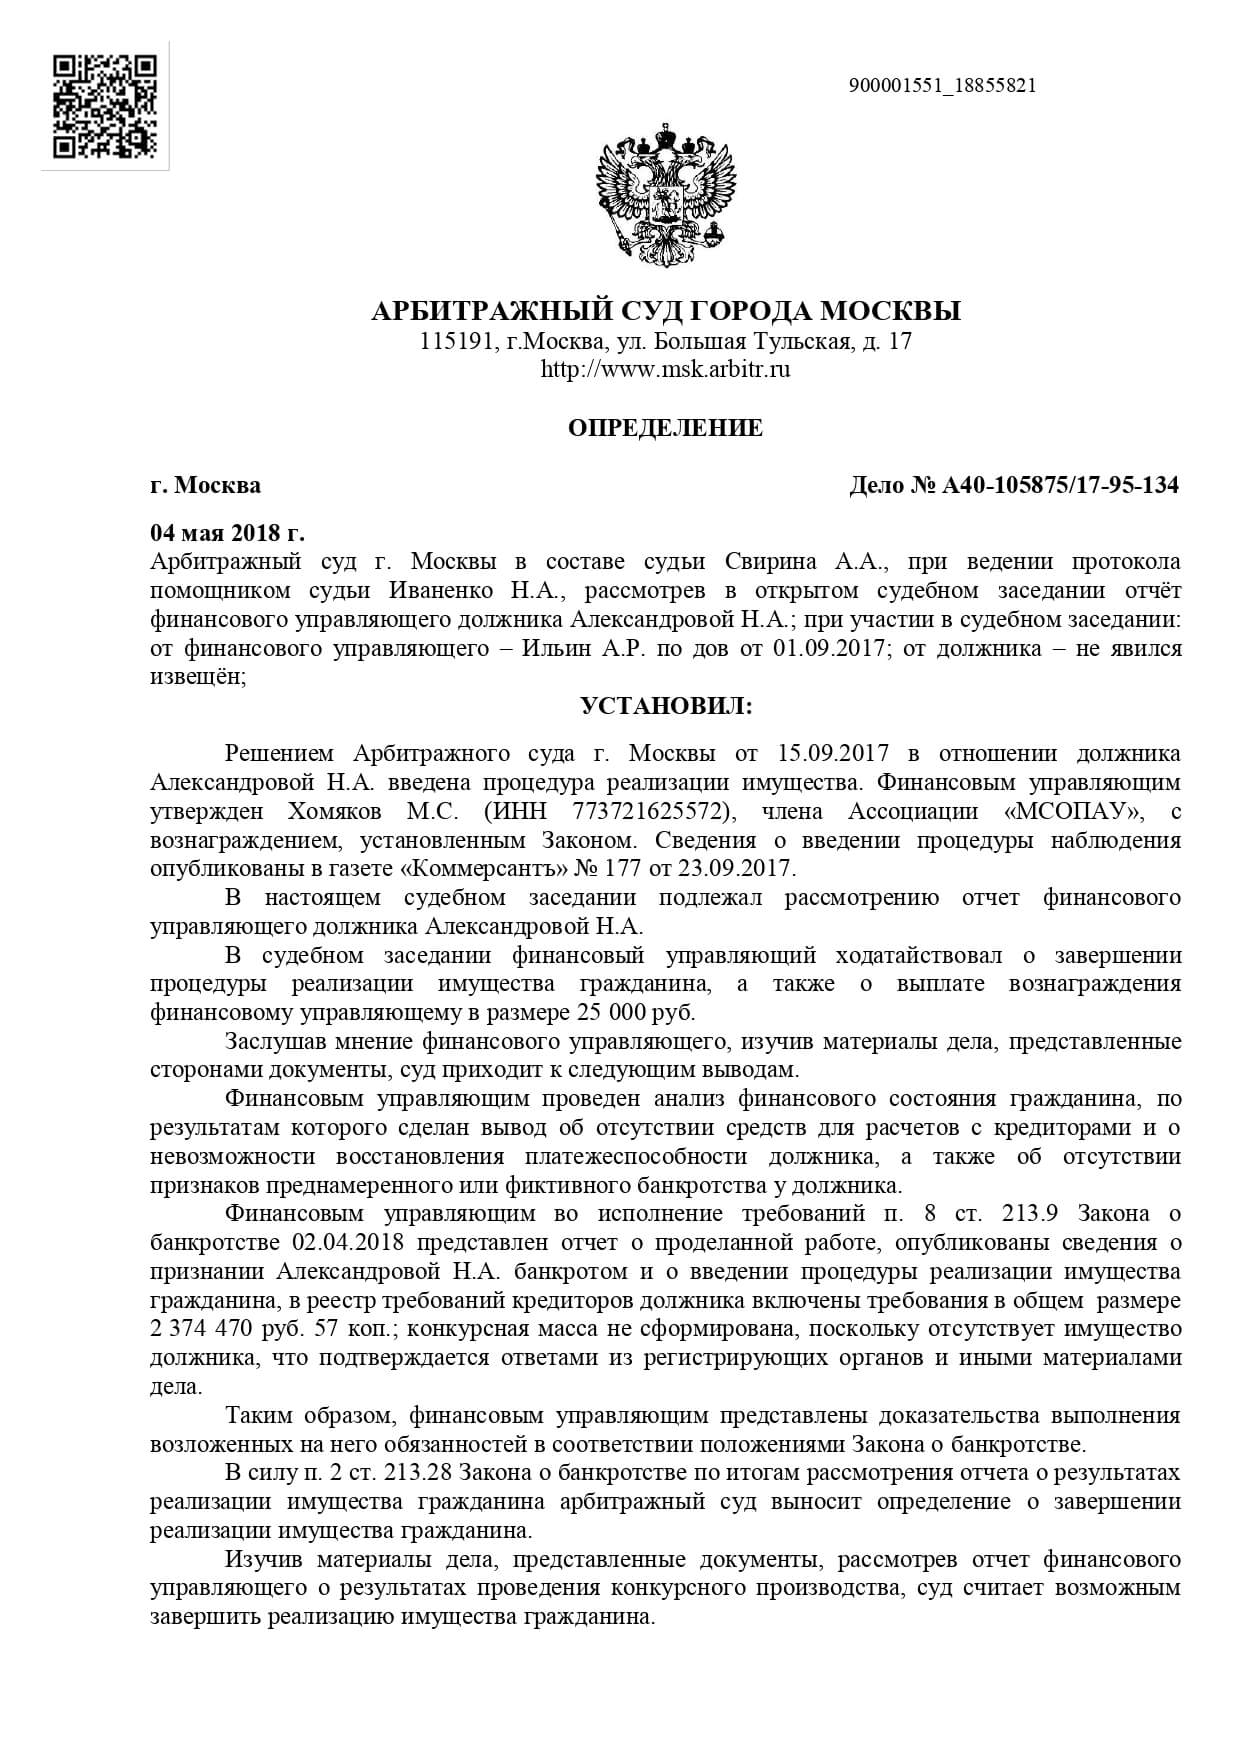 900001551_18855821
АРБИТРАЖНЫЙ СУД ГОРОДА МОСКВЫ
115191, г.Москва, ул. Большая Тульская, д. 17
http://www.msk.arbitr.ru
ОПРЕДЕЛЕНИЕ
г. Москва Дело № А40-105875/17-95-134
04 мая 2018 г.
Арбитражный суд г. Москвы в составе судьи Свирина А.А., при ведении протокола
помощником судьи Иваненко Н.А., рассмотрев в открытом судебном заседании отчёт
финансового управляющего должника Александровой Н.А.; при участии в судебном заседании:
от финансового управляющего – Ильин А.Р. по дов от 01.09.2017; от должника – не явился
извещён;
УСТАНОВИЛ:
Решением Арбитражного суда г. Москвы от 15.09.2017 в отношении должника
Александровой Н.А. введена процедура реализации имущества. Финансовым управляющим
утвержден Хомяков М.С. (ИНН 773721625572), члена Ассоциации «МСОПАУ», с
вознаграждением, установленным Законом. Сведения о введении процедуры наблюдения
опубликованы в газете «Коммерсантъ» № 177 от 23.09.2017.
В настоящем судебном заседании подлежал рассмотрению отчет финансового
управляющего должника Александровой Н.А.
В судебном заседании финансовый управляющий ходатайствовал о завершении
процедуры реализации имущества гражданина, а также о выплате вознаграждения
финансовому управляющему в размере 25 000 руб.
Заслушав мнение финансового управляющего, изучив материалы дела, представленные
сторонами документы, суд приходит к следующим выводам.
Финансовым управляющим проведен анализ финансового состояния гражданина, по
результатам которого сделан вывод об отсутствии средств для расчетов с кредиторами и о
невозможности восстановления платежеспособности должника, а также об отсутствии
признаков преднамеренного или фиктивного банкротства у должника.
Финансовым управляющим во исполнение требований п. 8 ст. 213.9 Закона о
банкротстве 02.04.2018 представлен отчет о проделанной работе, опубликованы сведения о
признании Александровой Н.А. банкротом и о введении процедуры реализации имущества
гражданина, в реестр требований кредиторов должника включены требования в общем размере
2 374 470 руб. 57 коп.; конкурсная масса не сформирована, поскольку отсутствует имущество
должника, что подтверждается ответами из регистрирующих органов и иными материалами
дела.
Таким образом, финансовым управляющим представлены доказательства выполнения
возложенных на него обязанностей в соответствии положениями Закона о банкротстве.
В силу п. 2 ст. 213.28 Закона о банкротстве по итогам рассмотрения отчета о результатах
реализации имущества гражданина арбитражный суд выносит определение о завершении
реализации имущества гражданина.
Изучив материалы дела, представленные документы, рассмотрев отчет финансового
управляющего о результатах проведения конкурсного производства, суд считает возможным
завершить реализацию имущества гражданина.